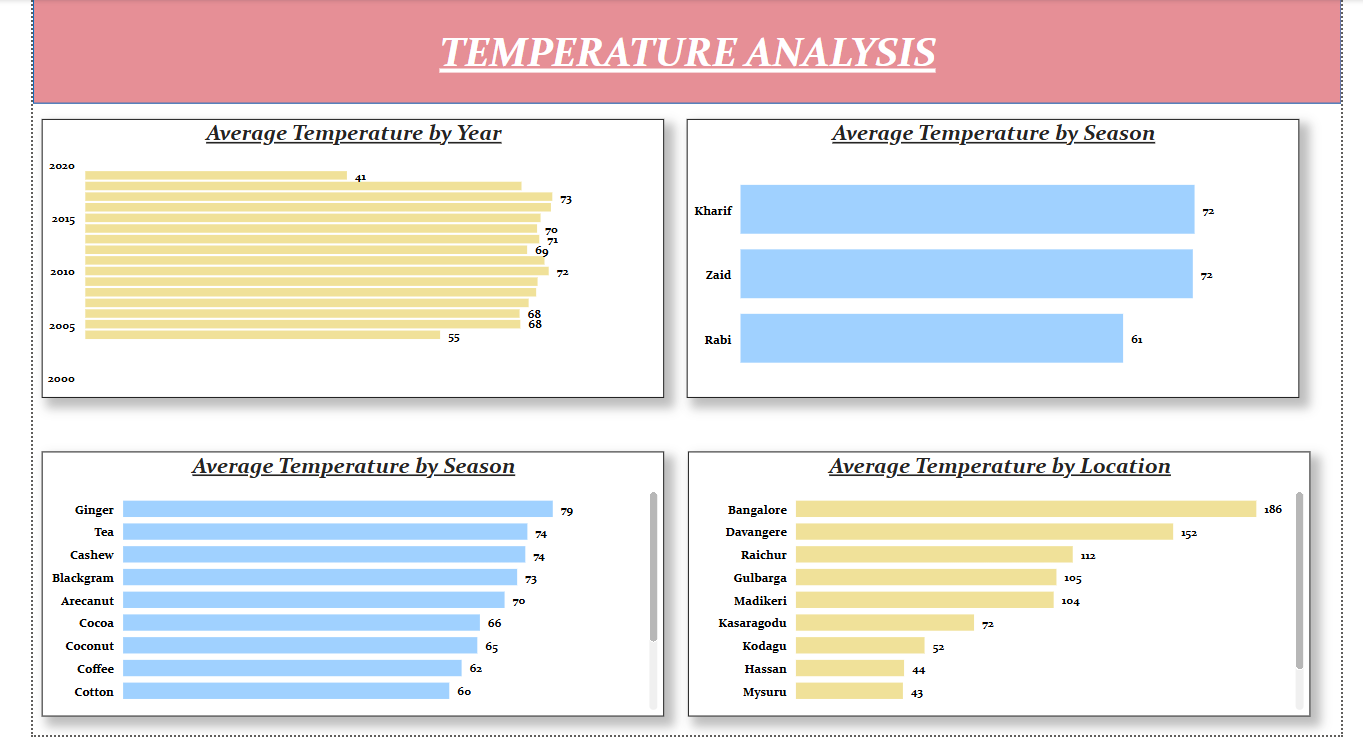 TEMPERATURE ANALYSIS
Average Temperature by Year
2020
41
73
2015
70
71
69
2010
72
68
2005
68
55
2000
Average Temperature by Season
Kharif 72
Zaid 72
Rabi 61
Average Temperature by Season
Ginger 79
Tea 74
Cashew 74
Blackgram 73
Arecanut 70
Cocoa 66
Coconut 65
Coffee 62
Cotton 60
Average Temperature by Location
Bangalore 186
Davangere 152
Raichur 112
Gulbarga 105
Madikeri 104
Kasaragodu 72
Kodagu 52
Hassan 44
Mysuru 43